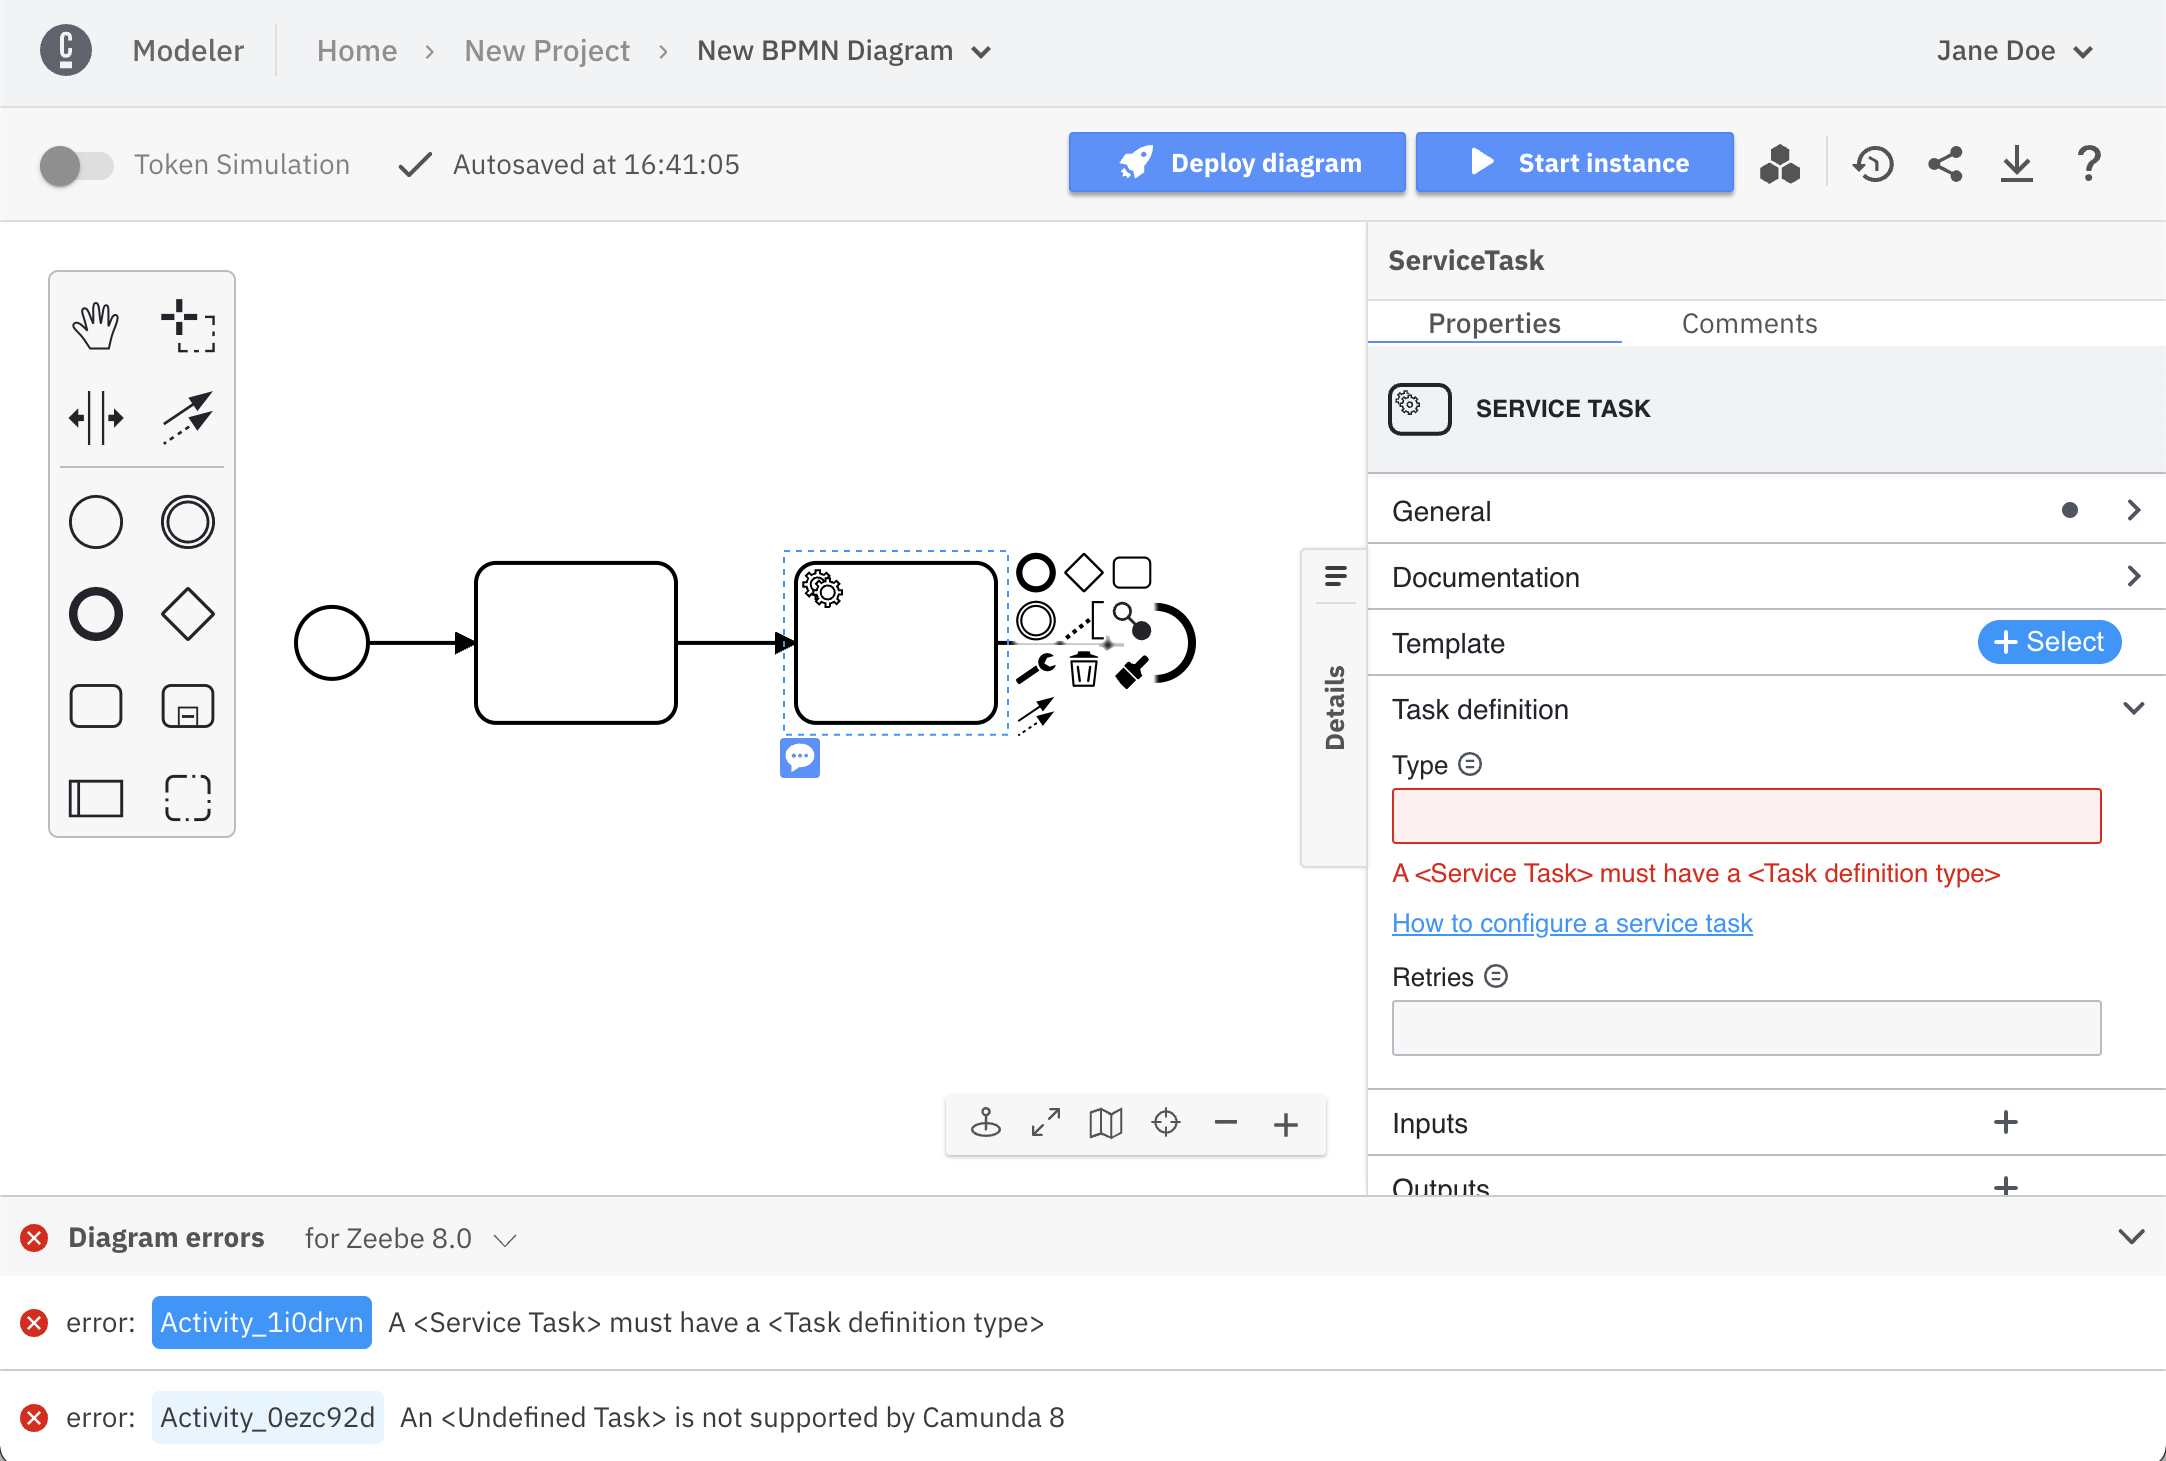 Modeler
Home
New Project
New BPMN Diagram
Jane Doe
Token Simulation
Autosaved at 16:41:05
Deploy diagram
Start instance
ServiceTask
Properties
Comments
SERVICE TASK
General
Documentation
Template
Select
Task definition
Type
A <Service Task> must have a <Task definition type>
How to configure a service task
Retries
Inputs
Outputs
Details
Diagram errors for Zeebe 8.0
error: Activity_1i0drvn A <Service Task> must have a <Task definition type>
error: Activity_0ezc92d An <Undefined Task> is not supported by Camunda 8